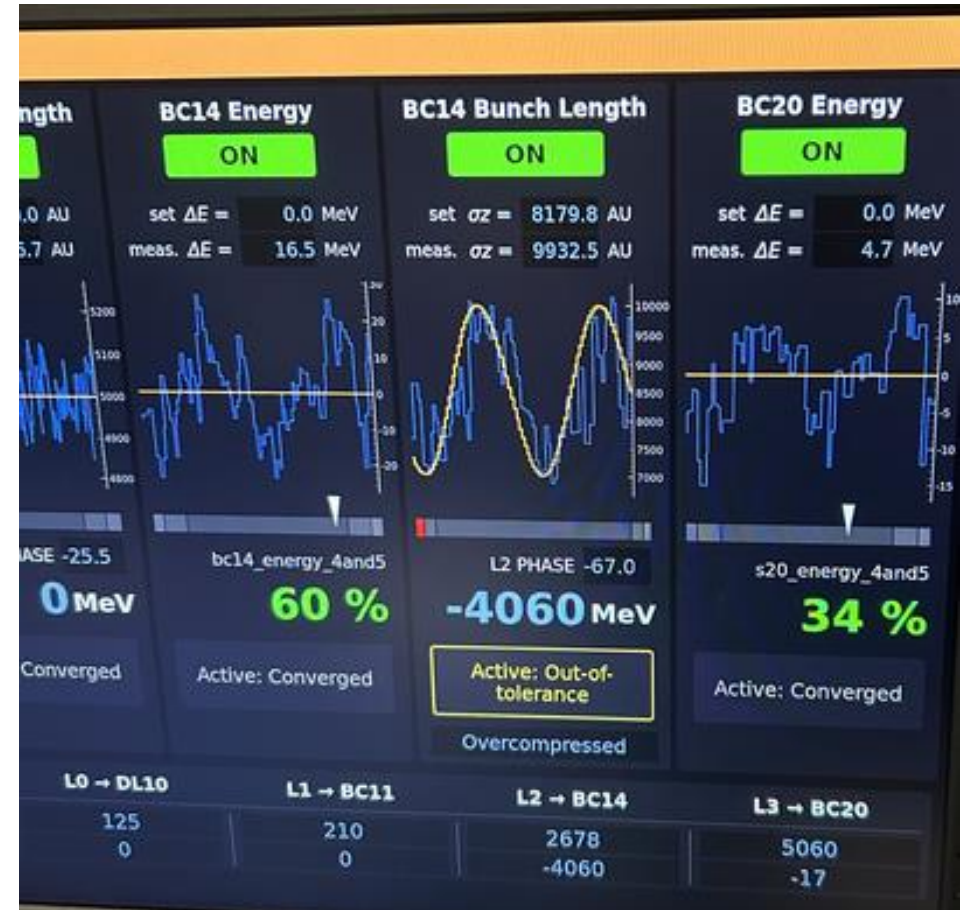 ngth
.0 AU
5.7 AU
5200
5100
5000
4900
4800
ASE -25.5
0 MeV
Converged
BC14 Energy
ON
set ΔE = 0.0 MeV
meas. ΔE = 16.5 MeV
20
10
0
-10
-20
bc14_energy_4and5
60 %
Active: Converged
BC14 Bunch Length
ON
set σz = 8179.8 AU
meas. σz = 9932.5 AU
10000
9500
9000
8500
8000
7500
7000
L2 PHASE -67.0
-4060 MeV
Active: Out-of-
tolerance
Overcompressed
BC20 Energy
ON
set ΔE = 0.0 MeV
meas. ΔE = 4.7 MeV
10
5
0
-5
-10
-15
s20_energy_4and5
34 %
Active: Converged
L0 → DL10 L1 → BC11 L2 → BC14 L3 → BC20
125 210 2678 5060
0 0 -4060 -17